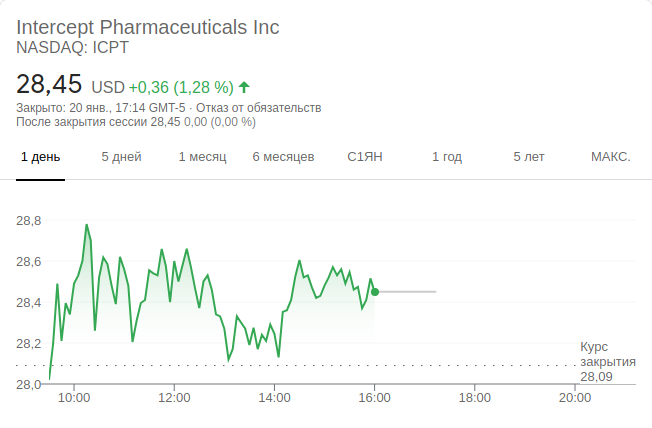 Intercept Pharmaceuticals Inc
NASDAQ: ICPT
28,45 USD +0,36 (1,28 %)
Закрыто: 20 янв., 17:14 GMT-5 · Отказ от обязательств
После закрытия сессии 28,45 0,00 (0,00 %)
1 день 5 дней 1 месяц 6 месяцев С1ЯН 1 год 5 лет МАКС.
28,8
28,6
28,4
28,2
28,0
Курс
закрытия
28,09
10:00 12:00 14:00 16:00 18:00 20:00